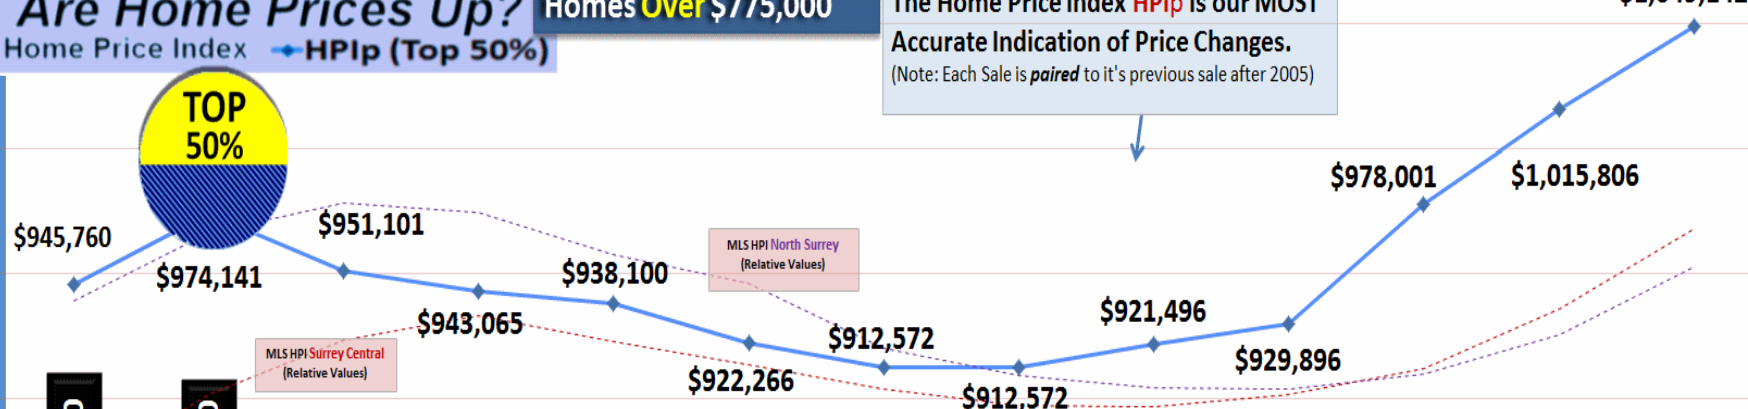 Are Home Prices Up?
Homes Over $775,000
The Home Price Index HPIp is our MOST
Accurate Indication of Price Changes.
(Note: Each Sale is paired to it's previous sale after 2005)
Home Price Index HPIp (Top 50%)
TOP
50%
$945,760
$974,141
$951,101
$943,065
$938,100
$922,266
$912,572
$912,572
$921,496
$929,896
$978,001
$1,015,806
MLS HPI North Surrey
(Relative Values)
MLS HPI Surrey Central
(Relative Values)